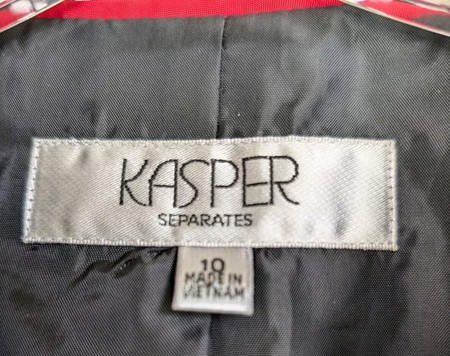 KASPER
SEPARATES
10
MADE IN
VIETNAM